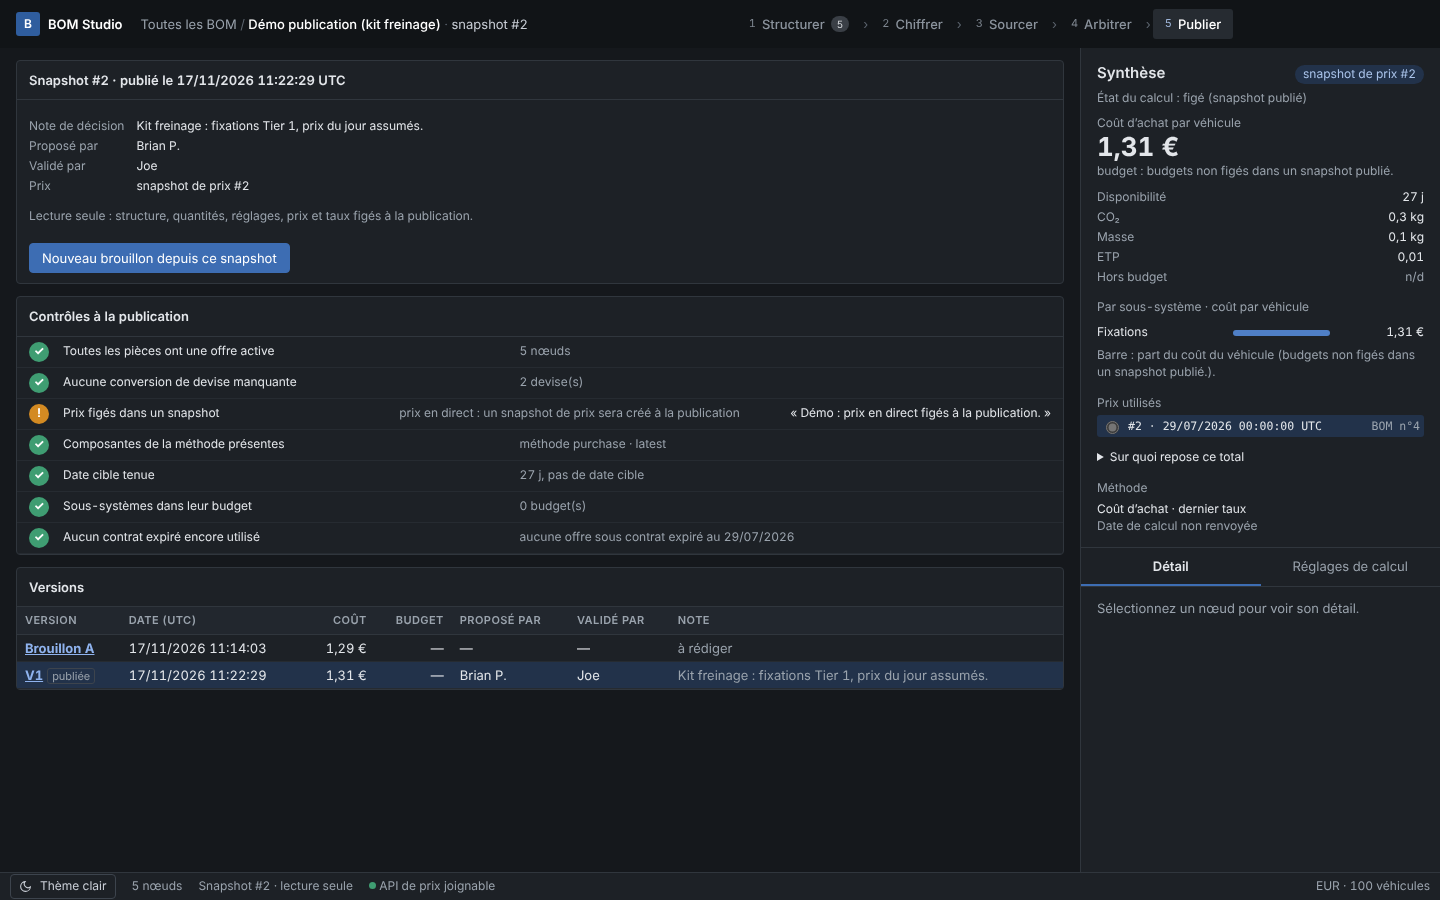 B BOM Studio Toutes les BOM / Démo publication (kit freinage) · snapshot #2 1 Structurer 5 › 2 Chiffrer › 3 Sourcer › 4 Arbitrer › 5 Publier
Snapshot #2 · publié le 17/11/2026 11:22:29 UTC
Note de décision Kit freinage : fixations Tier 1, prix du jour assumés.
Proposé par Brian P.
Validé par Joe
Prix snapshot de prix #2
Lecture seule : structure, quantités, réglages, prix et taux figés à la publication.
Nouveau brouillon depuis ce snapshot
Contrôles à la publication
Toutes les pièces ont une offre active 5 nœuds
Aucune conversion de devise manquante 2 devise(s)
! Prix figés dans un snapshot prix en direct : un snapshot de prix sera créé à la publication « Démo : prix en direct figés à la publication. »
Composantes de la méthode présentes méthode purchase · latest
Date cible tenue 27 j, pas de date cible
Sous-systèmes dans leur budget 0 budget(s)
Aucun contrat expiré encore utilisé aucune offre sous contrat expiré au 29/07/2026
Versions
VERSION DATE (UTC) COÛT BUDGET PROPOSÉ PAR VALIDÉ PAR NOTE
Brouillon A 17/11/2026 11:14:03 1,29 € — — — à rédiger
V1 publiée 17/11/2026 11:22:29 1,31 € — Brian P. Joe Kit freinage : fixations Tier 1, prix du jour assumés.
Synthèse snapshot de prix #2
État du calcul : figé (snapshot publié)
Coût d’achat par véhicule
1,31 €
budget : budgets non figés dans un snapshot publié.
Disponibilité 27 j
CO₂ 0,3 kg
Masse 0,1 kg
ETP 0,01
Hors budget n/d
Par sous-système · coût par véhicule
Fixations 1,31 €
Barre : part du coût du véhicule (budgets non figés dans
un snapshot publié.).
Prix utilisés
#2 · 29/07/2026 00:00:00 UTC BOM n°4
Sur quoi repose ce total
Méthode
Coût d’achat · dernier taux
Date de calcul non renvoyée
Détail Réglages de calcul
Sélectionnez un nœud pour voir son détail.
Thème clair 5 nœuds Snapshot #2 · lecture seule API de prix joignable EUR · 100 véhicules